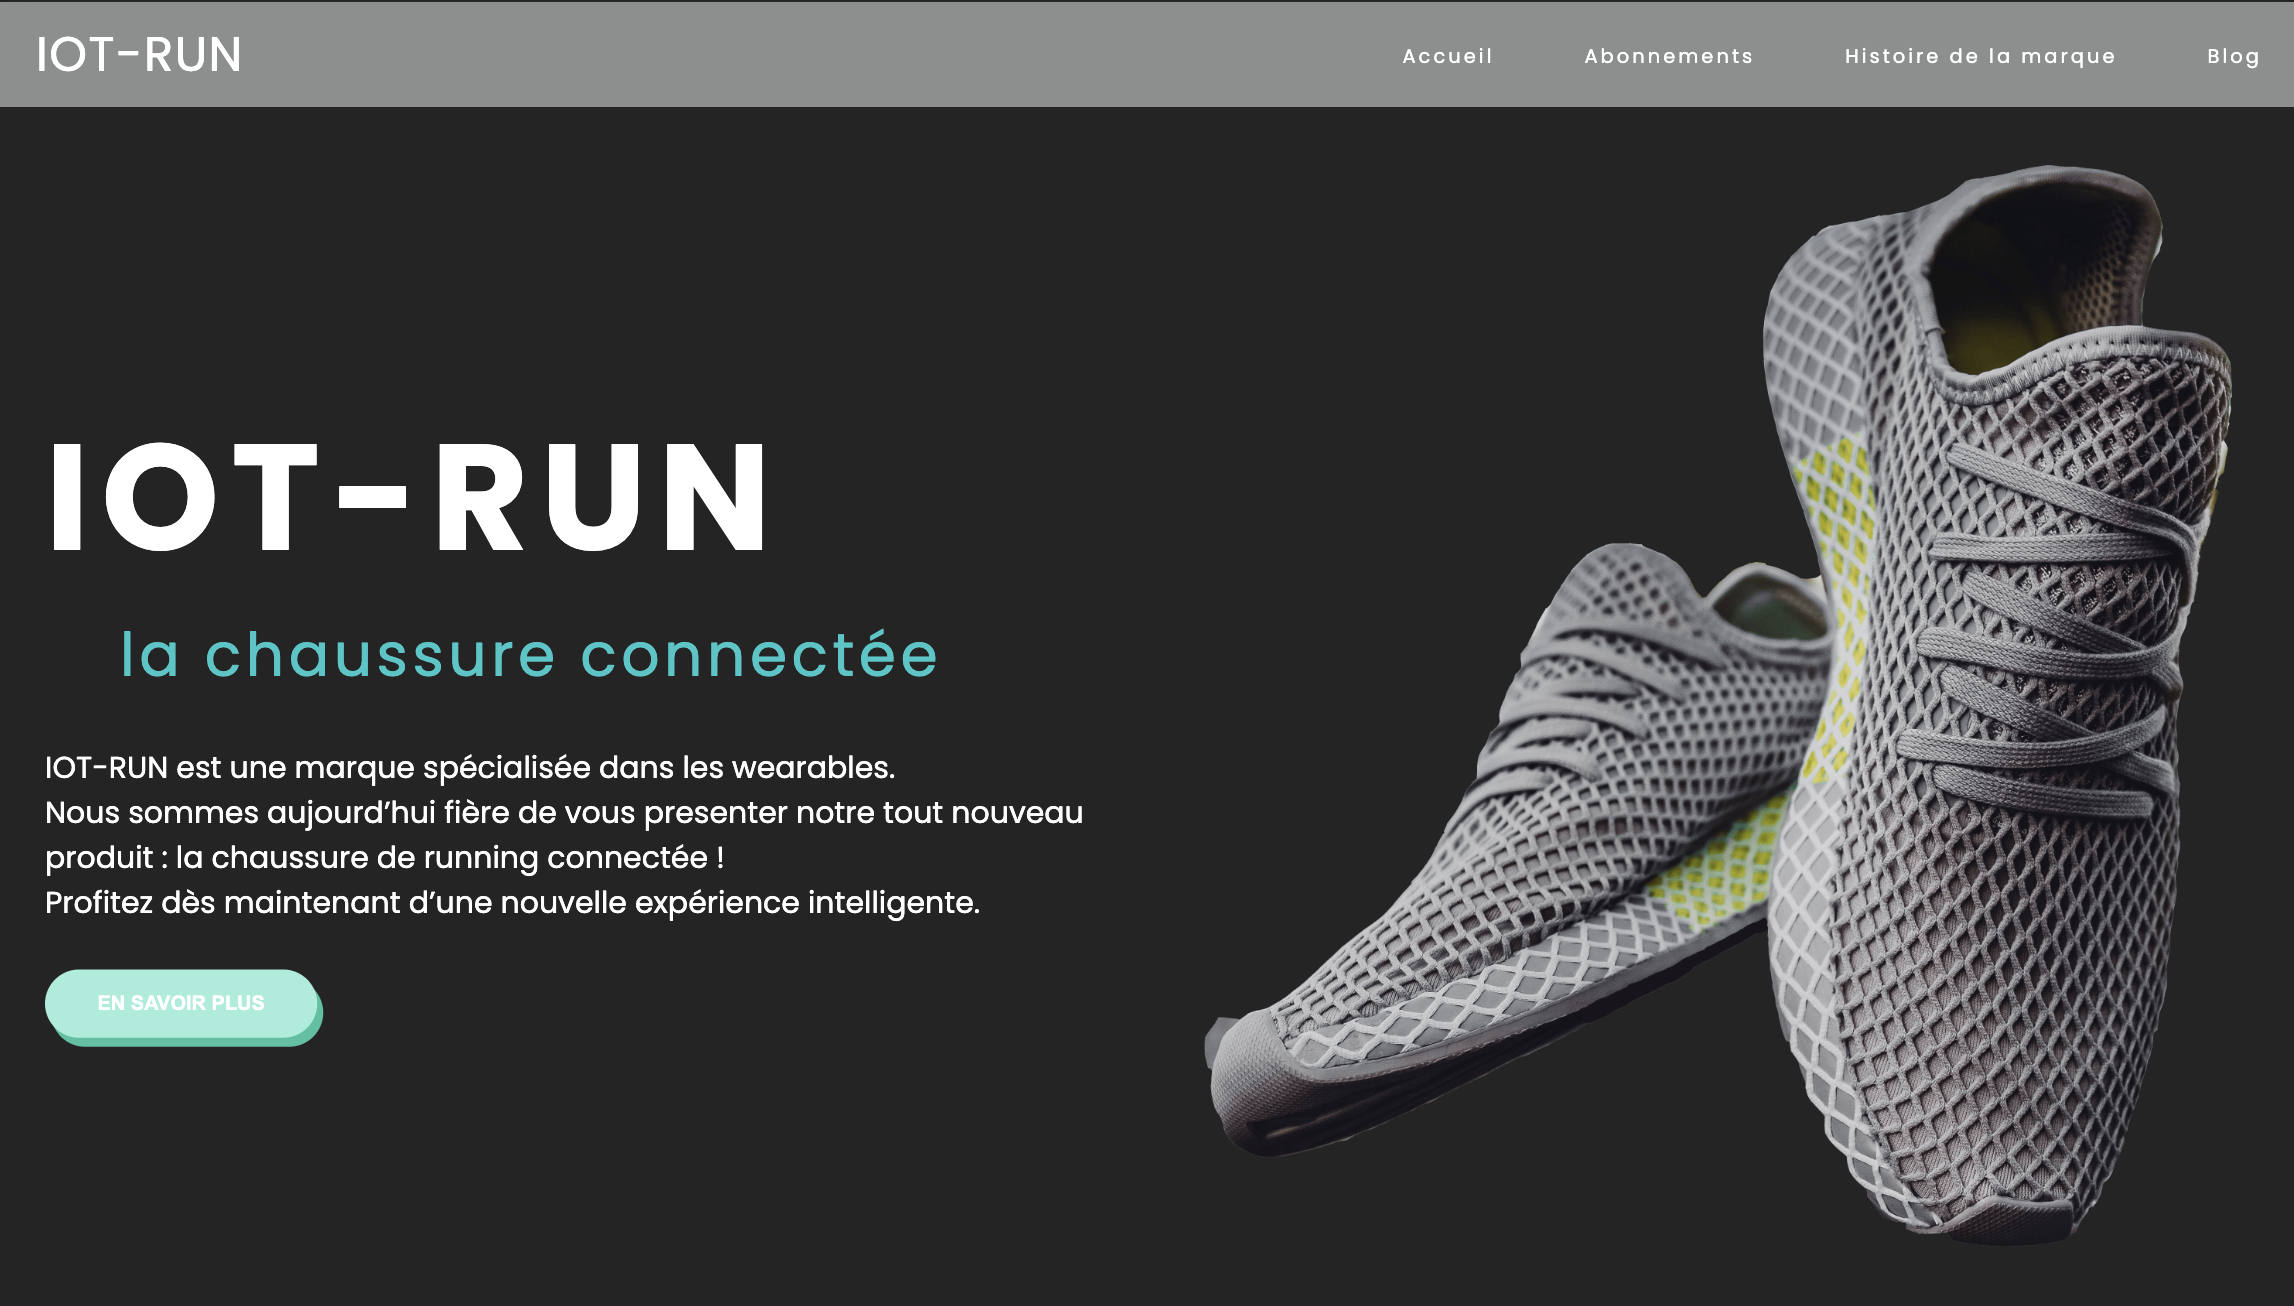 IOT-RUN
Accueil
Abonnements
Histoire de la marque
Blog
IOT-RUN
la chaussure connectée
IOT-RUN est une marque spécialisée dans les wearables.
Nous sommes aujourd’hui fière de vous presenter notre tout nouveau
produit : la chaussure de running connectée !
Profitez dès maintenant d’une nouvelle expérience intelligente.
EN SAVOIR PLUS